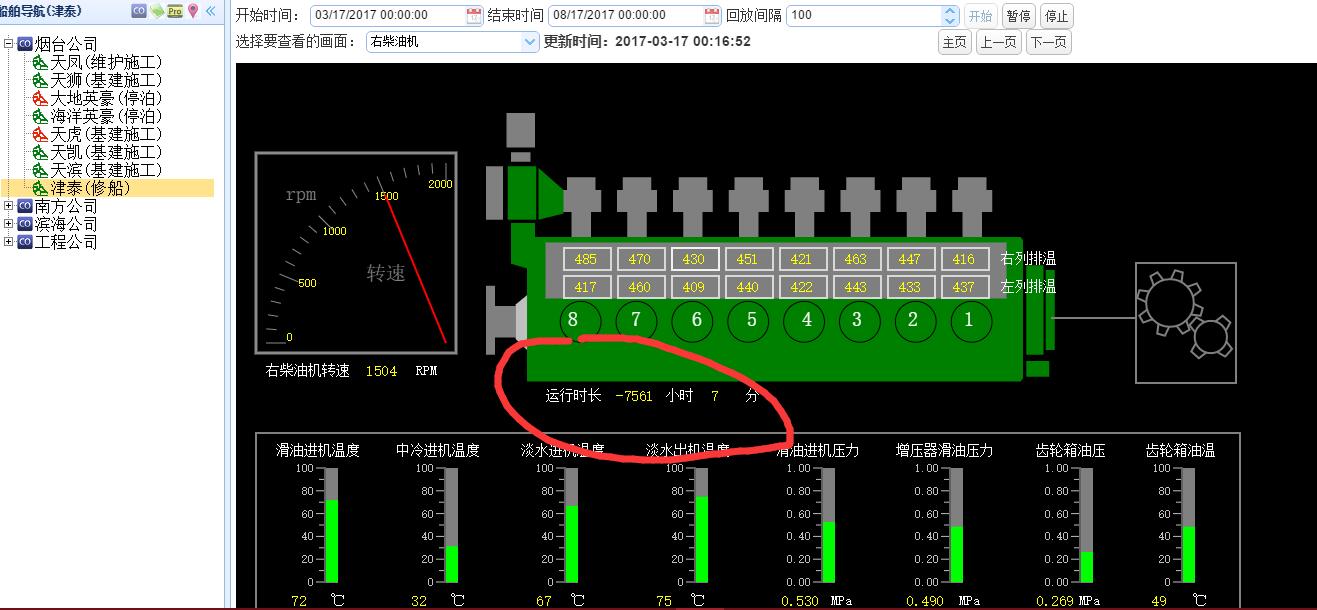 船舶导航(津泰) CO Pro
开始时间： 03/17/2017 00:00:00 结束时间 08/17/2017 00:00:00 回放间隔 100 开始 暂停 停止
选择要查看的画面： 右柴油机 更新时间：2017-03-17 00:16:52 主页 上一页 下一页
CO 烟台公司
天凤(维护施工)
天狮(基建施工)
大地英豪(停泊)
海洋英豪(停泊)
天虎(基建施工)
天凯(基建施工)
天滨(基建施工)
津泰(修船)
CO 南方公司
CO 滨海公司
CO 工程公司
rpm
2000
1500
1000
转速
500
0
右柴油机转速 1504 RPM
485 470 430 451 421 463 447 416 右列排温
417 460 409 440 422 443 433 437 左列排温
8 7 6 5 4 3 2 1
运行时长 -7561 小时 7 分
滑油进机温度 中冷进机温度 淡水进机温度 淡水出机温度 滑油进机压力 增压器滑油压力 齿轮箱油压 齿轮箱油温
100 100 100 100 1.00 1.00 1.00 100
80 80 80 80 0.80 0.80 0.80 80
60 60 60 60 0.60 0.60 0.60 60
40 40 40 40 0.40 0.40 0.40 40
20 20 20 20 0.20 0.20 0.20 20
0 0 0 0 0.00 0.00 0.00 0
72 ℃ 32 ℃ 67 ℃ 75 ℃ 0.530 MPa 0.490 MPa 0.269 MPa 49 ℃